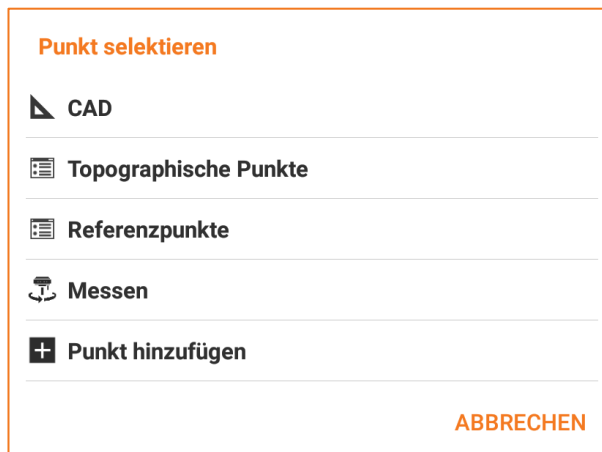 Punkt selektieren
CAD
Topographische Punkte
Referenzpunkte
Messen
Punkt hinzufügen
ABBRECHEN